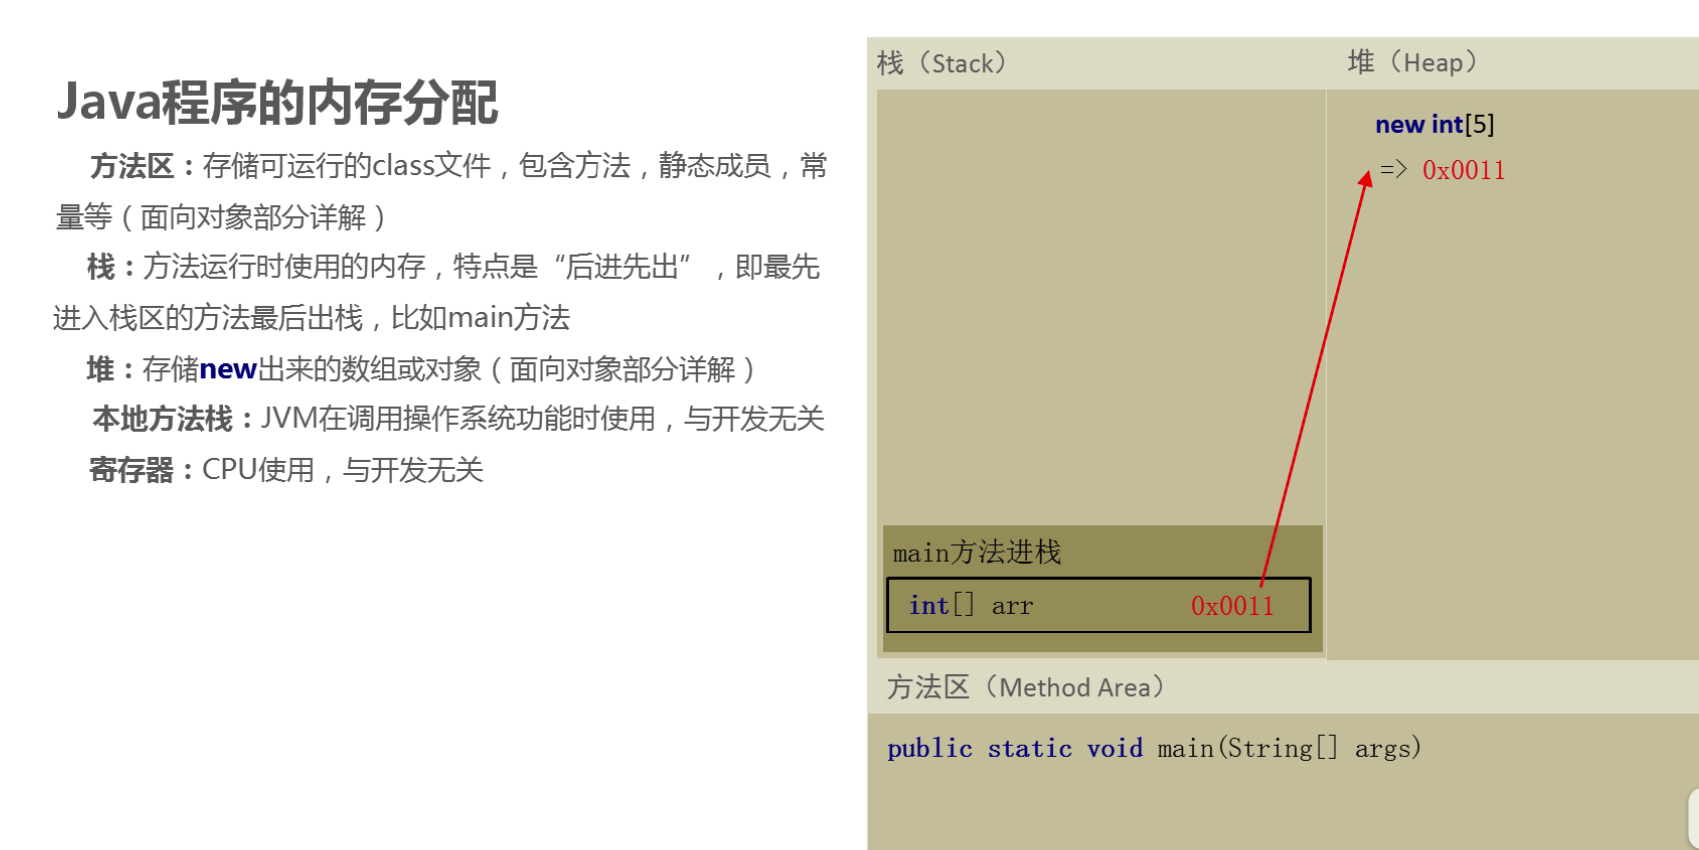 Java程序的内存分配
方法区：存储可运行的class文件，包含方法，静态成员，常
量等（面向对象部分详解）
栈：方法运行时使用的内存，特点是“后进先出”，即最先
进入栈区的方法最后出栈，比如main方法
堆：存储new出来的数组或对象（面向对象部分详解）
本地方法栈：JVM在调用操作系统功能时使用，与开发无关
寄存器：CPU使用，与开发无关
栈（Stack）
堆（Heap）
new int[5]
=> 0x0011
main方法进栈
int[] arr 0x0011
方法区（Method Area）
public static void main(String[] args)